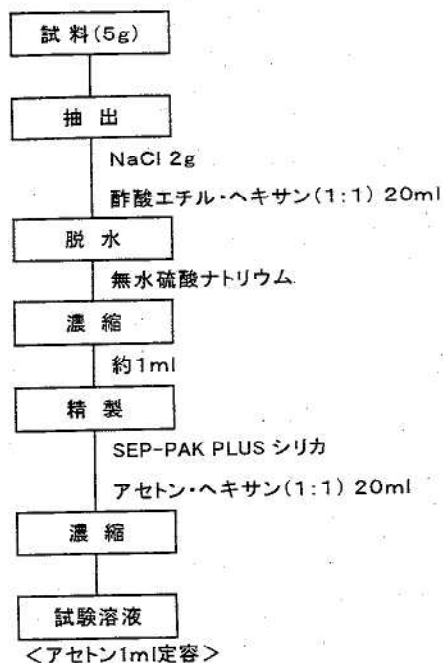 試料(5g)
抽出
NaCl 2g
酢酸エチル・ヘキサン(1:1) 20ml
脱水
無水硫酸ナトリウム
濃縮
約1ml
精製
SEP-PAK PLUS シリカ
アセトン・ヘキサン(1:1) 20ml
濃縮
試験溶液
<アセトン1ml定容>